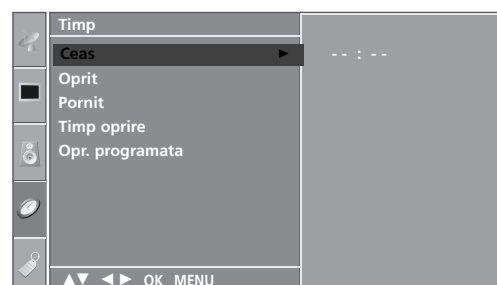 Timp
Ceas ► -- : --
Oprit
Pornit
Timp oprire
Opr. programata
▲▼ ◄► OK MENU